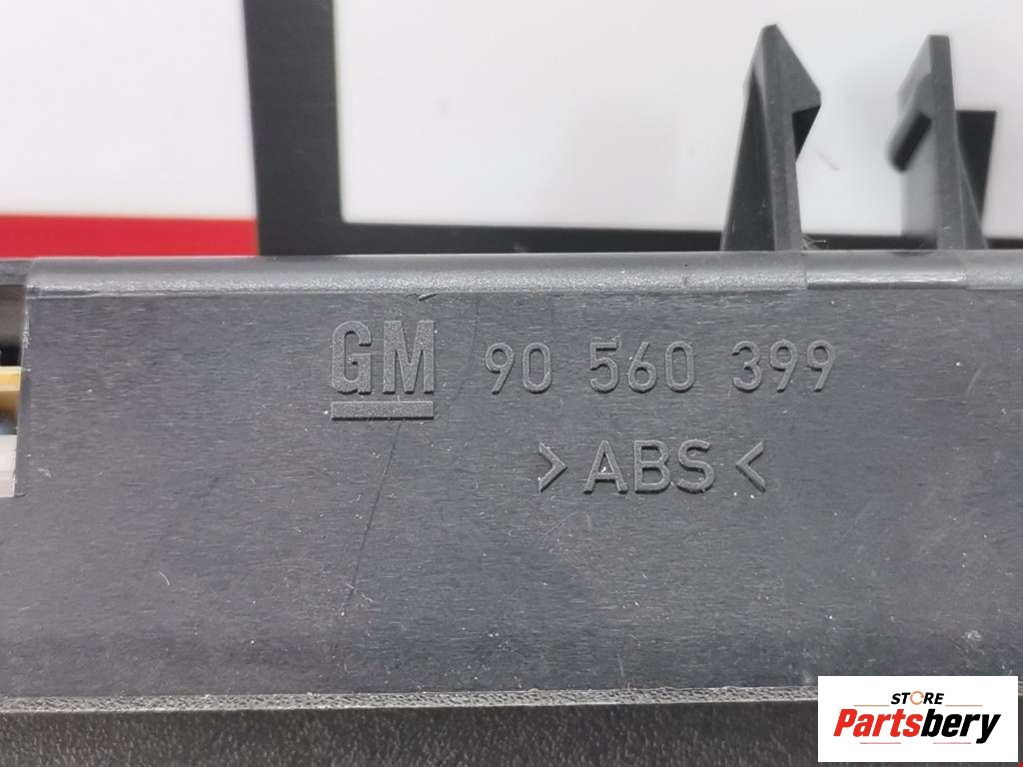 GM 90 560 399
>ABS<
STORE
Partsbery